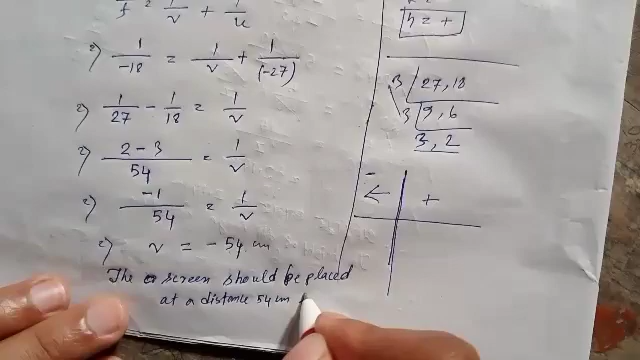 1/f = 1/v + 1/u
=) 1/-18 = 1/v + 1/(-27)
=) 1/27 - 1/18 = 1/v
=) 2-3/54 = 1/v
=) -1/54 = 1/v
=) v = -54 cm
The screen should be placed
at a distance 54 cm
3 27, 18
3 9, 6
3, 2
- +